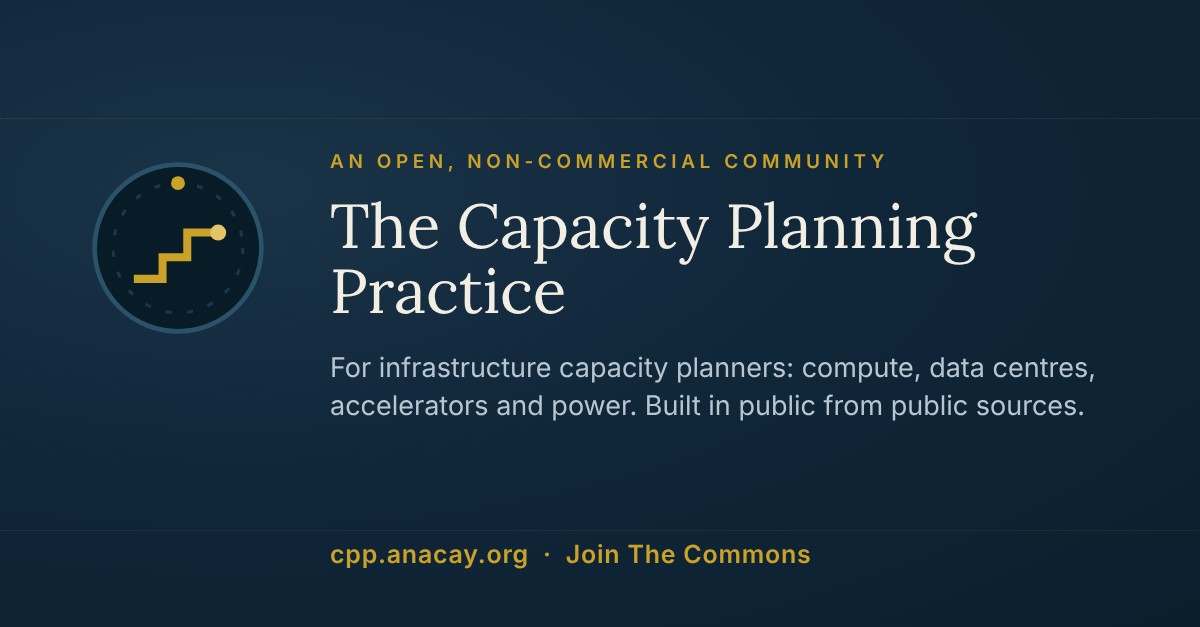 AN OPEN, NON-COMMERCIAL COMMUNITY
The Capacity Planning
Practice
For infrastructure capacity planners: compute, data centres,
accelerators and power. Built in public from public sources.
cpp.anacay.org · Join The Commons